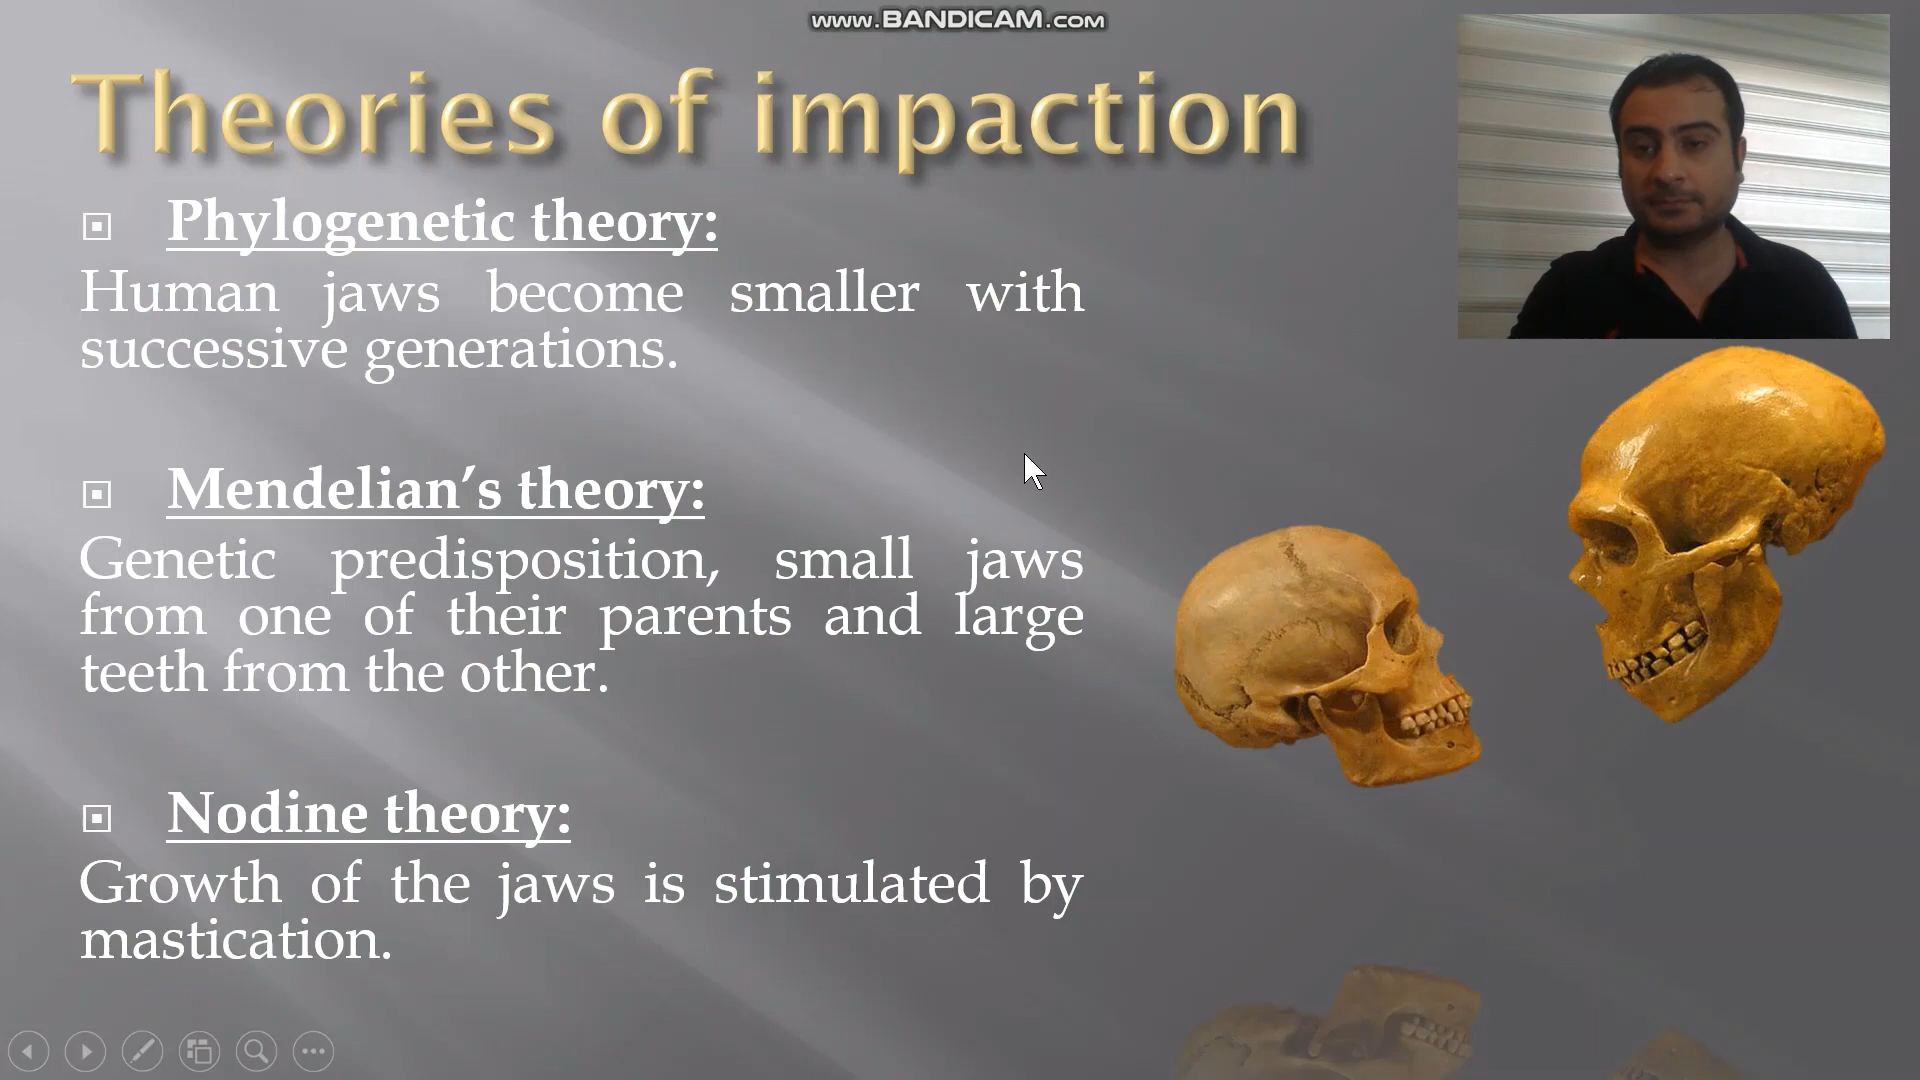 www.BANDICAM.com
Theories of impaction
Phylogenetic theory:
Human jaws become smaller with
successive generations.
Mendelian’s theory:
Genetic predisposition, small jaws
from one of their parents and large
teeth from the other.
Nodine theory:
Growth of the jaws is stimulated by
mastication.